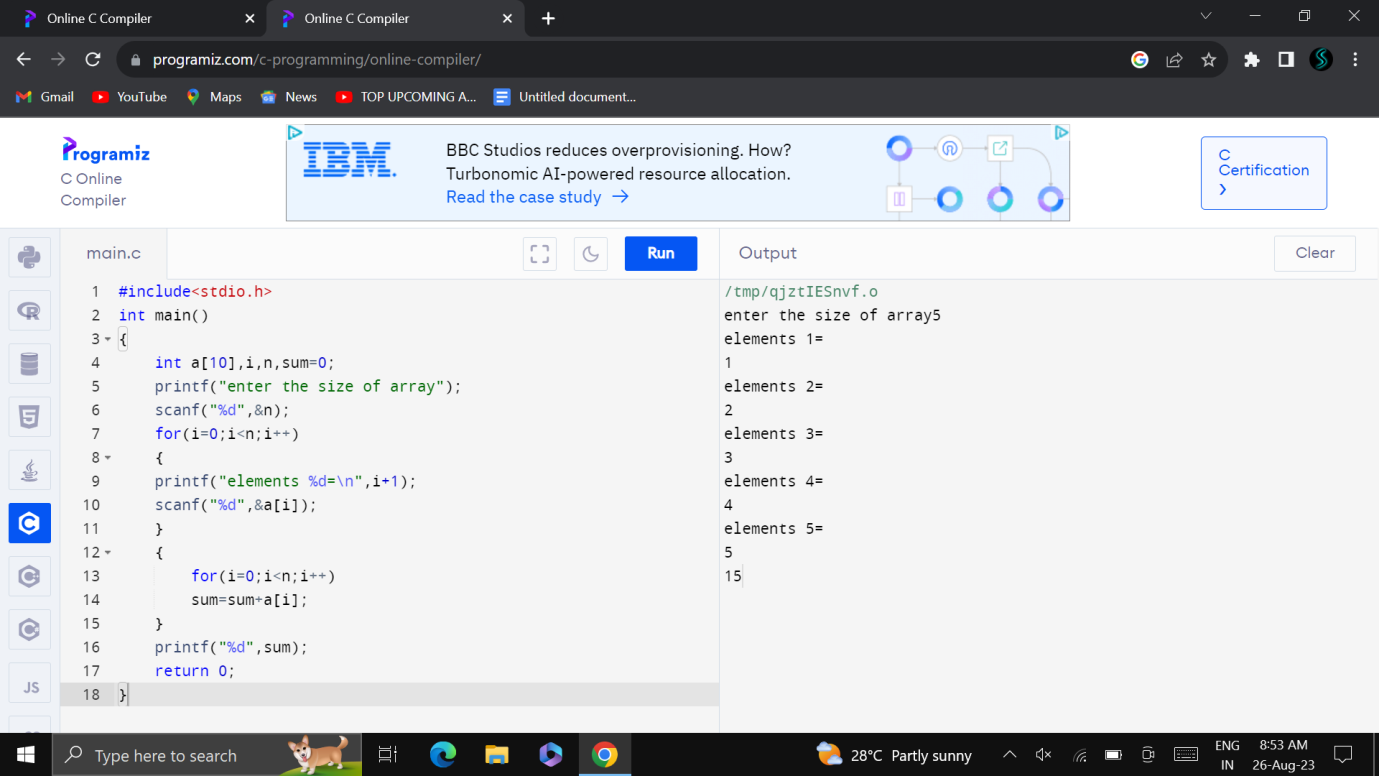 Online C Compiler
Online C Compiler
programiz.com/c-programming/online-compiler/
Gmail
YouTube
Maps
News
TOP UPCOMING A...
Untitled document...
Programiz
C Online
Compiler
IBM.
BBC Studios reduces overprovisioning. How?
Turbonomic AI-powered resource allocation.
Read the case study →
C
Certification
>
main.c
Run
Output
Clear
1 #include<stdio.h>
2 int main()
3 {
4 int a[10],i,n,sum=0;
5 printf("enter the size of array");
6 scanf("%d",&n);
7 for(i=0;i<n;i++)
8 {
9 printf("elements %d=\n",i+1);
10 scanf("%d",&a[i]);
11 }
12 {
13 for(i=0;i<n;i++)
14 sum=sum+a[i];
15 }
16 printf("%d",sum);
17 return 0;
18 }
/tmp/qjztIESnvf.o
enter the size of array5
elements 1=
1
elements 2=
2
elements 3=
3
elements 4=
4
elements 5=
5
15
JS
Type here to search
28°C Partly sunny
ENG
IN
8:53 AM
26-Aug-23